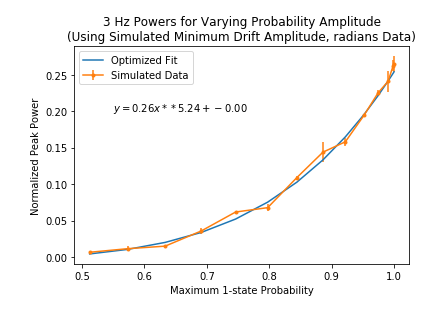 3 Hz Powers for Varying Probability Amplitude
(Using Simulated Minimum Drift Amplitude, radians Data)
Optimized Fit
Simulated Data
y = 0.26x * *5.24 + − 0.00
Normalized Peak Power
0.25
0.20
0.15
0.10
0.05
0.00
0.5 0.6 0.7 0.8 0.9 1.0
Maximum 1-state Probability